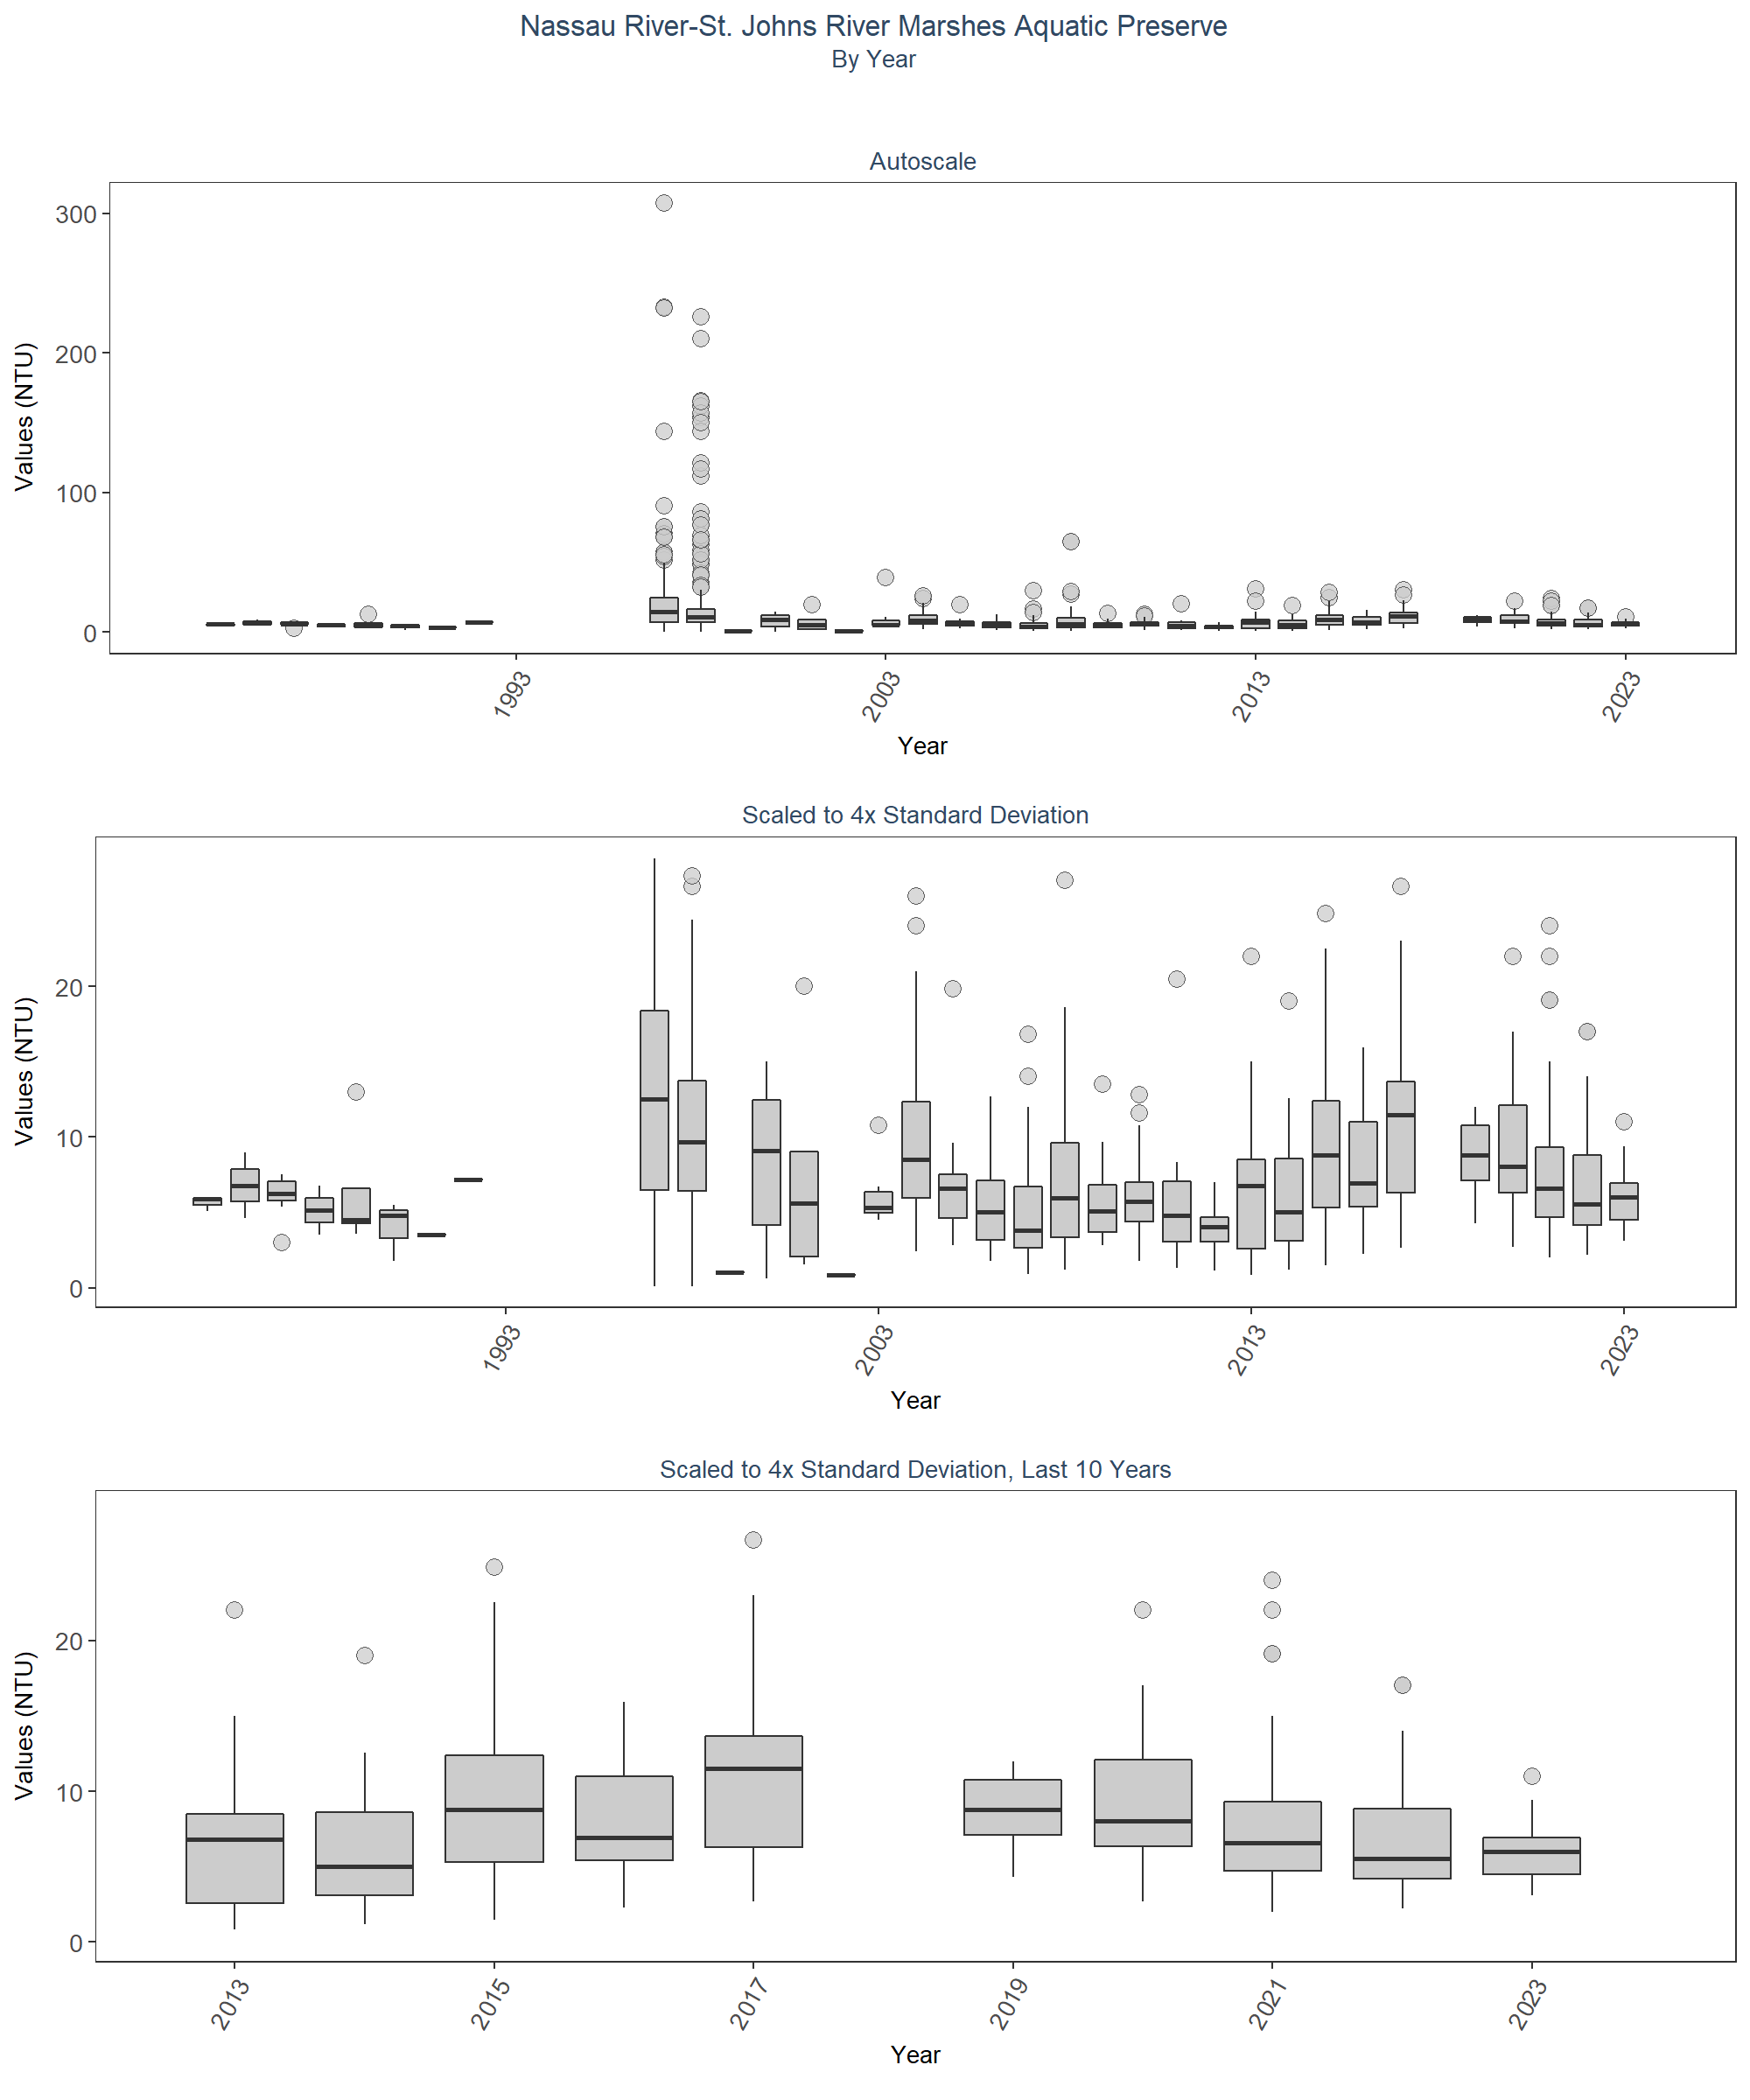 Nassau River-St. Johns River Marshes Aquatic Preserve
By Year
Autoscale
Values (NTU)
300
200
100
0
1993
2003
2013
2023
Year
Scaled to 4x Standard Deviation
Values (NTU)
20
10
0
1993
2003
2013
2023
Year
Scaled to 4x Standard Deviation, Last 10 Years
Values (NTU)
20
10
0
2013
2015
2017
2019
2021
2023
Year